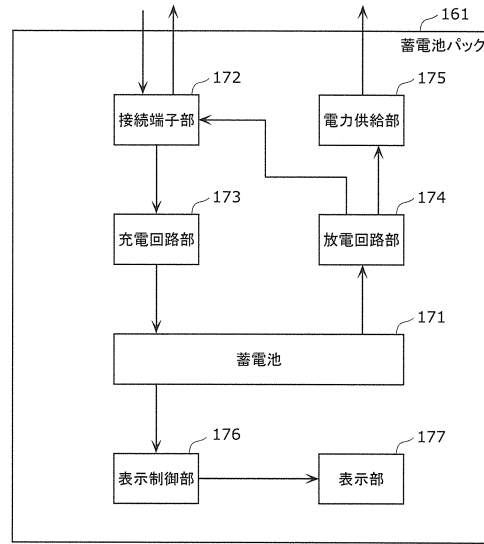 161
蓄電池パック
172
接続端子部
175
電力供給部
173
充電回路部
174
放電回路部
171
蓄電池
176
表示制御部
177
表示部